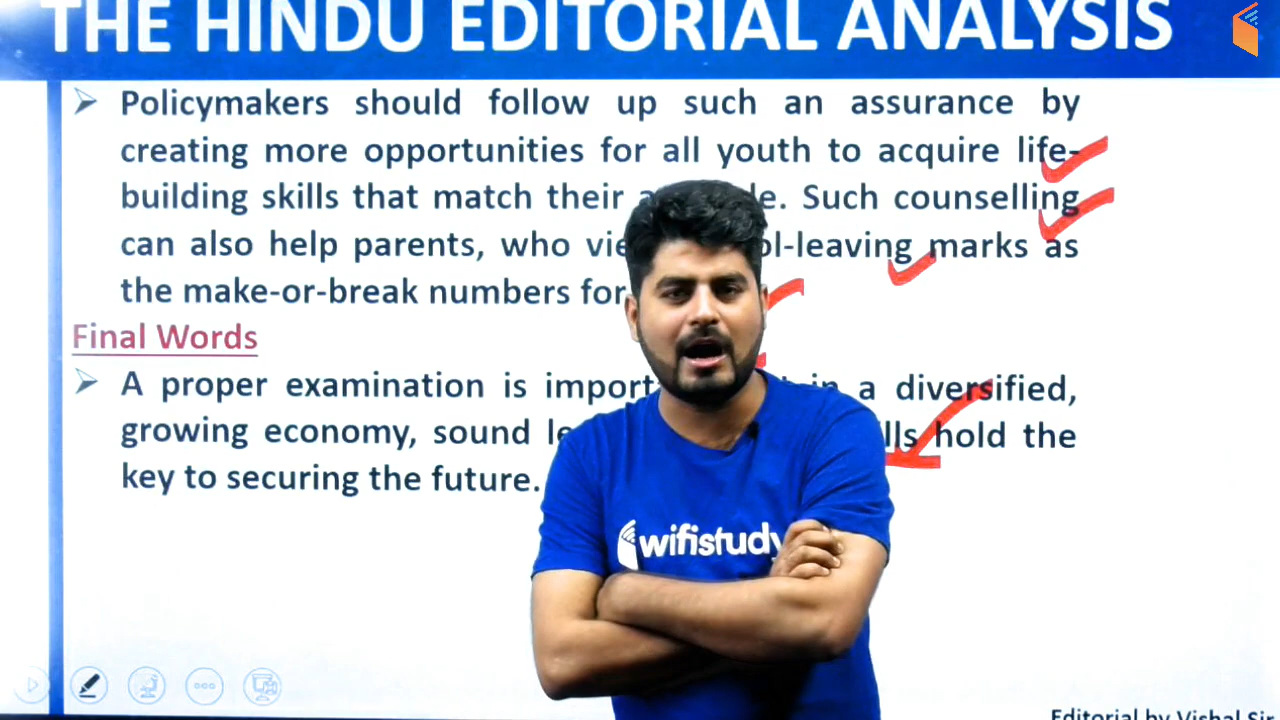 THE HINDU EDITORIAL ANALYSIS
Policymakers should follow up such an assurance by
creating more opportunities for all youth to acquire life-
building skills that match their
Such counselling
can also help parents, who
leaving marks as
the make-or-break numbers for
Final Words
A proper examination is
in a diversified,
growing economy, sound
hold the
key to securing the future.
wifistudy
Editorial by Vishal